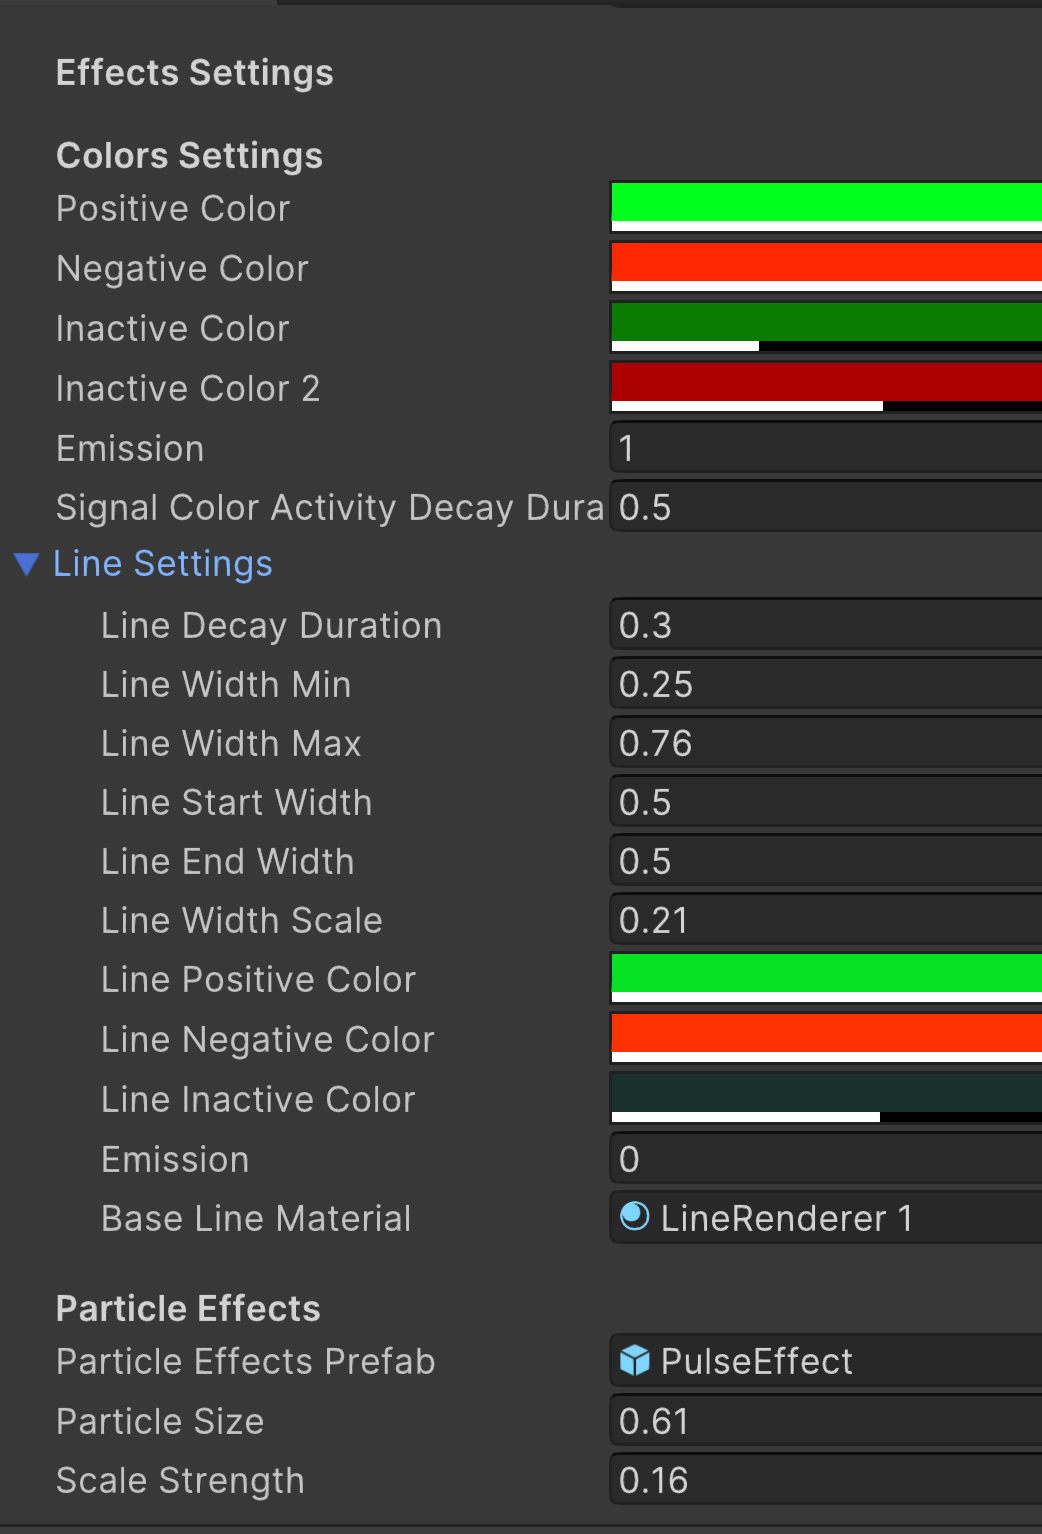 Effects Settings
Colors Settings
Positive Color
Negative Color
Inactive Color
Inactive Color 2
Emission 1
Signal Color Activity Decay Dura 0.5
Line Settings
Line Decay Duration 0.3
Line Width Min 0.25
Line Width Max 0.76
Line Start Width 0.5
Line End Width 0.5
Line Width Scale 0.21
Line Positive Color
Line Negative Color
Line Inactive Color
Emission 0
Base Line Material LineRenderer 1
Particle Effects
Particle Effects Prefab PulseEffect
Particle Size 0.61
Scale Strength 0.16